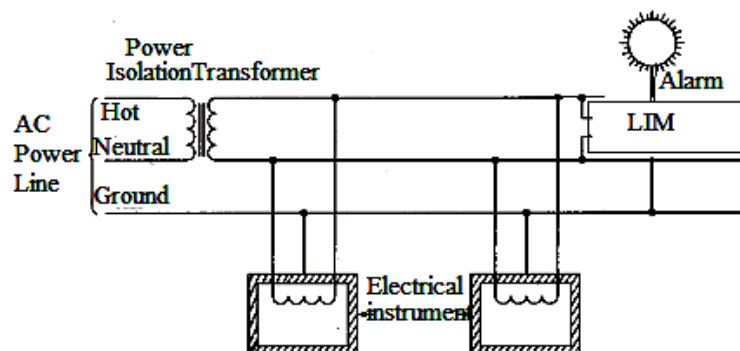 Power
IsolationTransformer
AC
Power
Line
Hot
Neutral
Ground
Alarm
LIM
Electrical
instrument